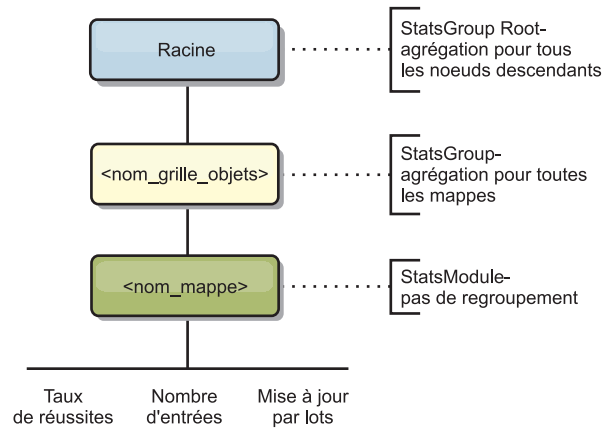 Racine
StatsGroup Root-
agrégation pour tous
les noeuds descendants
<nom_grille_objets>
StatsGroup-
agrégation pour toutes
les mappes
<nom_mappe>
StatsModule-
pas de regroupement
Taux
de réussites
Nombre
d'entrées
Mise à jour
par lots